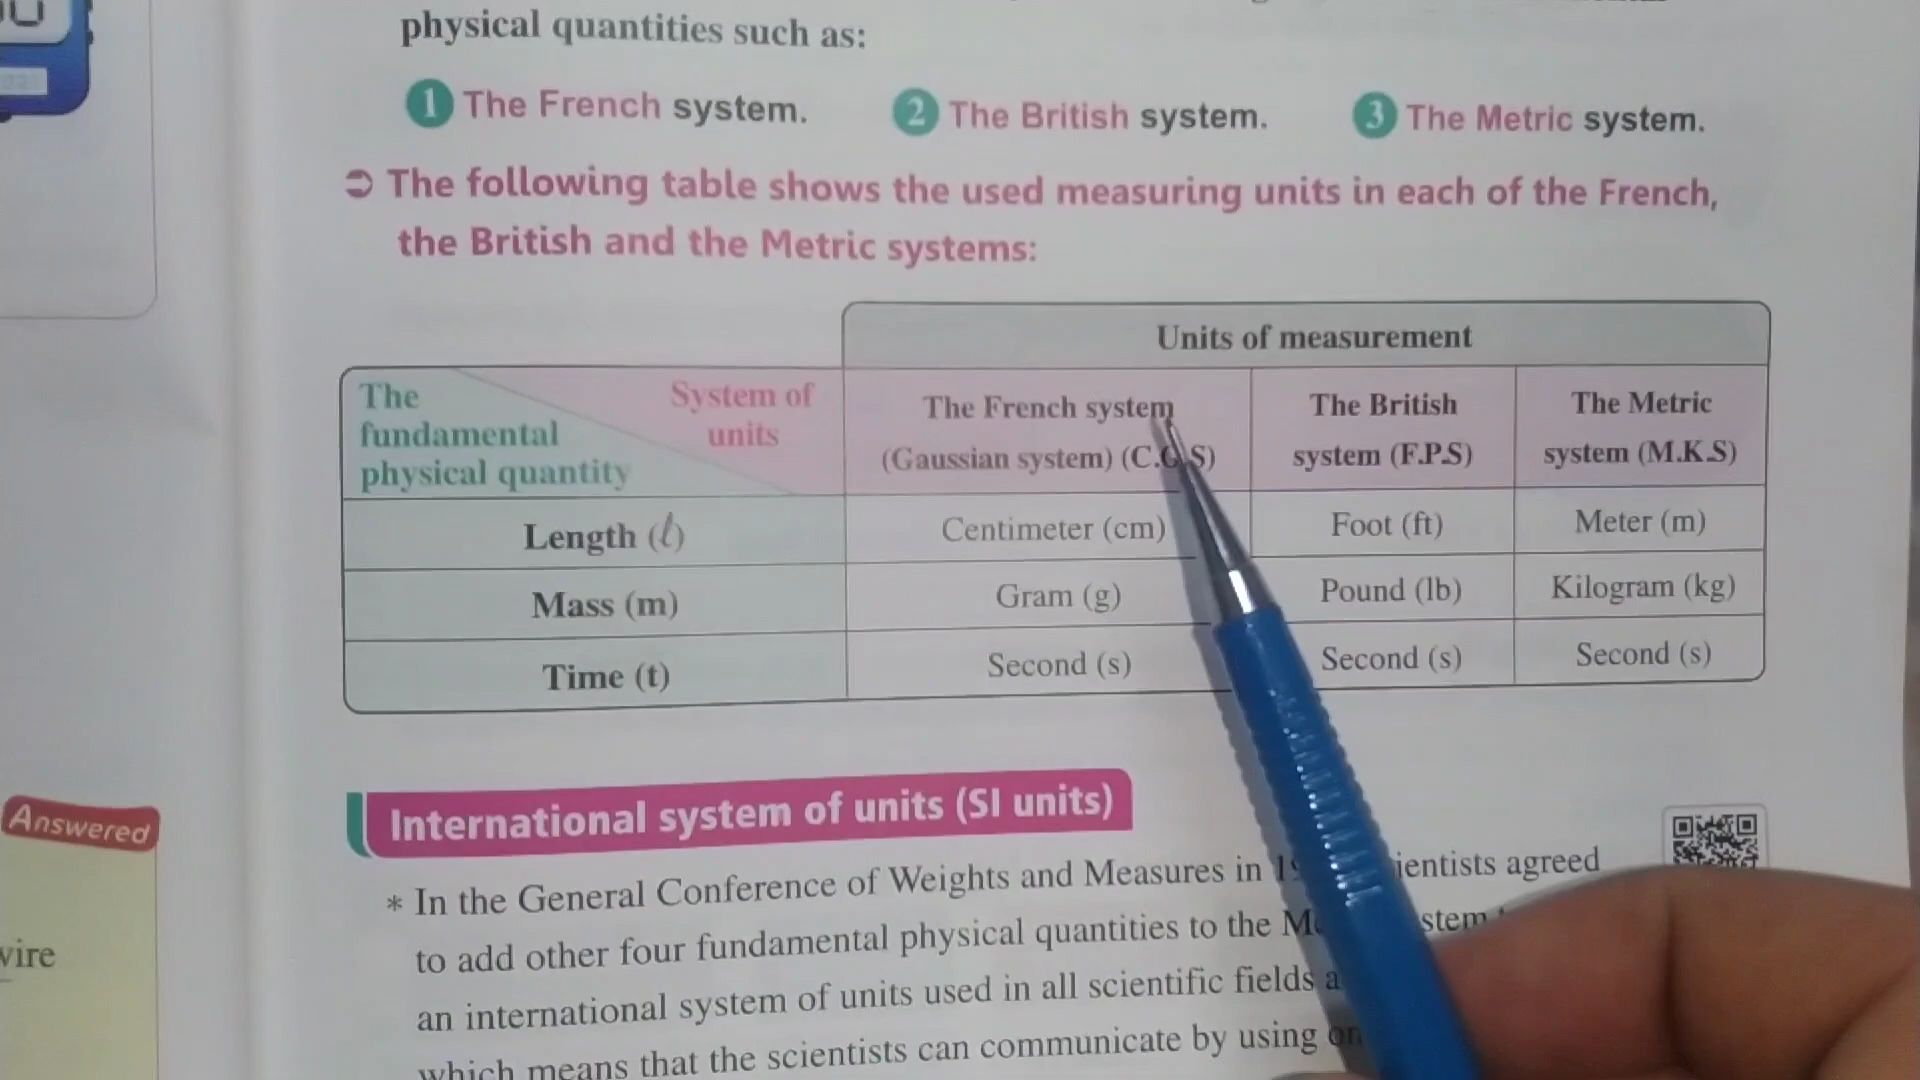 physical quantities such as:
1 The French system. 2 The British system. 3 The Metric system.
The following table shows the used measuring units in each of the French,
the British and the Metric systems:
Units of measurement
The fundamental physical quantity System of units The French system (Gaussian system) (C.G.S) The British system (F.P.S) The Metric system (M.K.S)
Length (ℓ) Centimeter (cm) Foot (ft) Meter (m)
Mass (m) Gram (g) Pound (lb) Kilogram (kg)
Time (t) Second (s) Second (s) Second (s)
International system of units (SI units)
* In the General Conference of Weights and Measures in scientists agreed
to add other four fundamental physical quantities to the
an international system of units used in all scientific fields
which means that the scientists can communicate by using
Answered